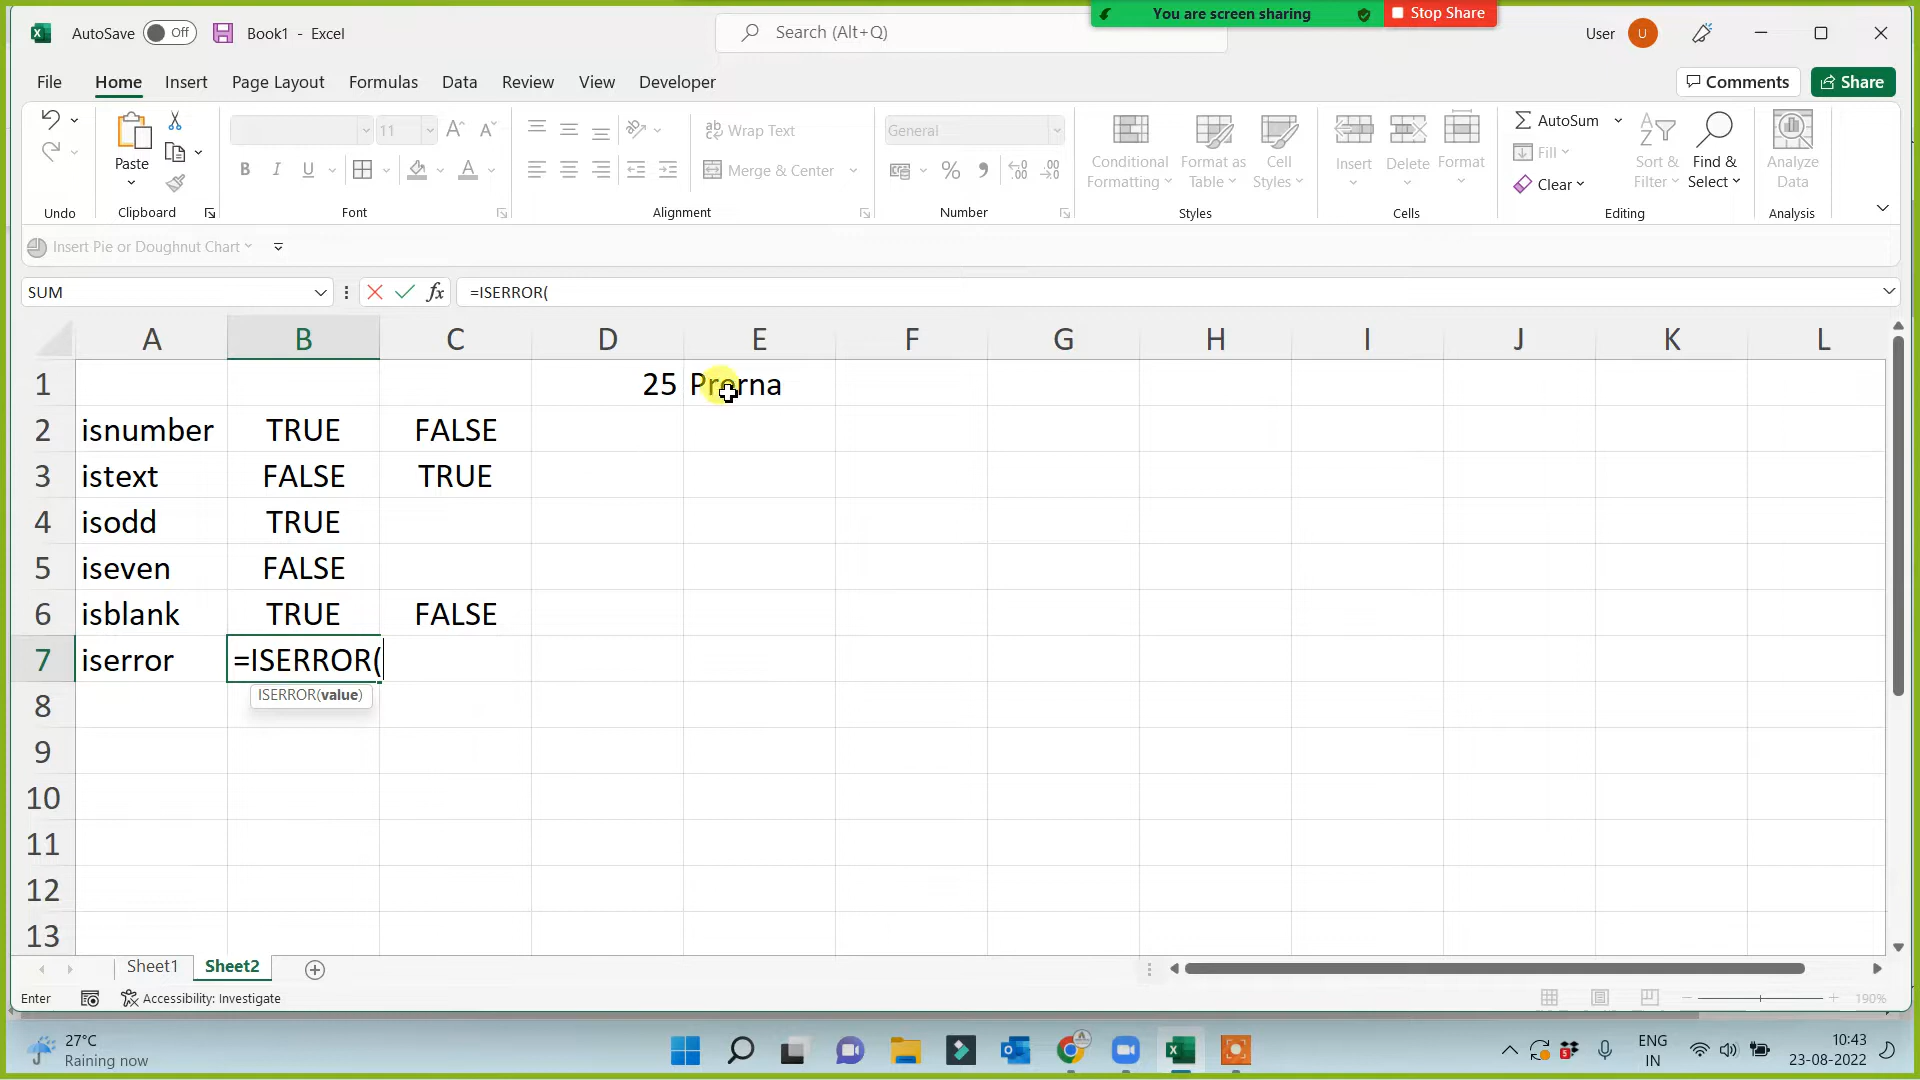 You are screen sharing
Stop Share
AutoSave Off Book1 - Excel
Search (Alt+Q)
User U
File Home Insert Page Layout Formulas Data Review View Developer
Comments Share
Paste
11
Wrap Text
Merge & Center
General
Conditional Formatting
Format as Table
Cell Styles
Insert Delete Format
AutoSum
Fill
Clear
Sort & Filter
Find & Select
Analyze Data
Undo Clipboard Font Alignment Number Styles Cells Editing Analysis
Insert Pie or Doughnut Chart
SUM fx =ISERROR(
A B C D E F G H I J K L
1 25 Prerna
2 isnumber TRUE FALSE
3 istext FALSE TRUE
4 isodd TRUE
5 iseven FALSE
6 isblank TRUE FALSE
7 iserror =ISERROR(
ISERROR(value)
8
9
10
11
12
13
Sheet1 Sheet2
Enter Accessibility: Investigate 190%
27°C
Raining now
ENG
IN
10:43
23-08-2022